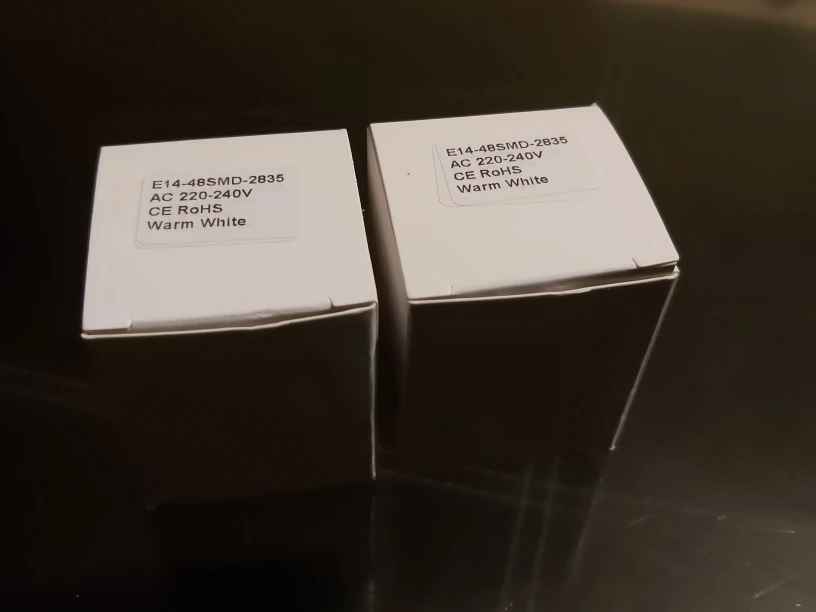 E14-48SMD-2835
AC 220-240V
CE RoHS
Warm White
E14-48SMD-2835
AC 220-240V
CE RoHS
Warm White